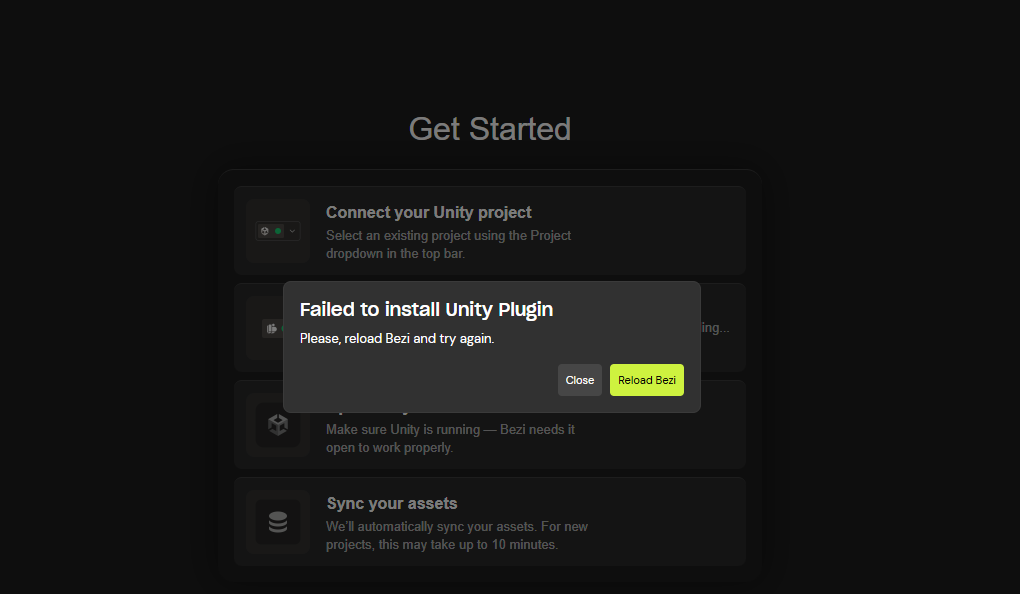 Get Started
Connect your Unity project
Select an existing project using the Project
dropdown in the top bar.
Failed to install Unity Plugin
Please, reload Bezi and try again.
Close
Reload Bezi
Make sure Unity is running — Bezi needs it
open to work properly.
Sync your assets
We'll automatically sync your assets. For new
projects, this may take up to 10 minutes.